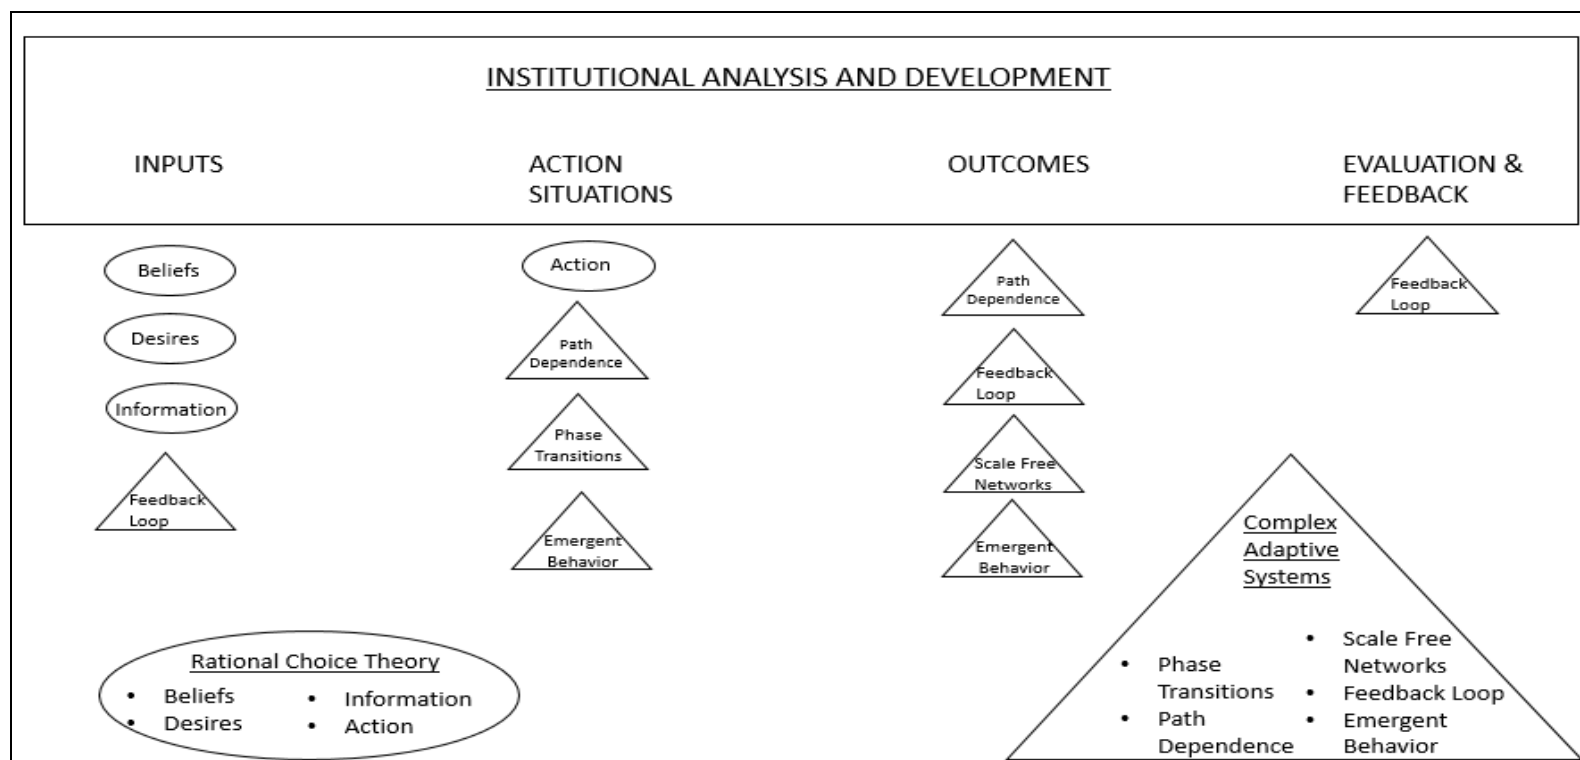 INSTITUTIONAL ANALYSIS AND DEVELOPMENT
INPUTS
ACTION
SITUATIONS
OUTCOMES
EVALUATION &
FEEDBACK
Beliefs
Desires
Information
Feedback
Loop
Action
Path
Dependence
Phase
Transitions
Emergent
Behavior
Path
Dependence
Feedback
Loop
Scale Free
Networks
Emergent
Behavior
Feedback
Loop
Rational Choice Theory
• Beliefs
• Desires
• Information
• Action
Complex
Adaptive
Systems
• Phase
Transitions
• Path
Dependence
• Scale Free
Networks
• Feedback Loop
• Emergent
Behavior